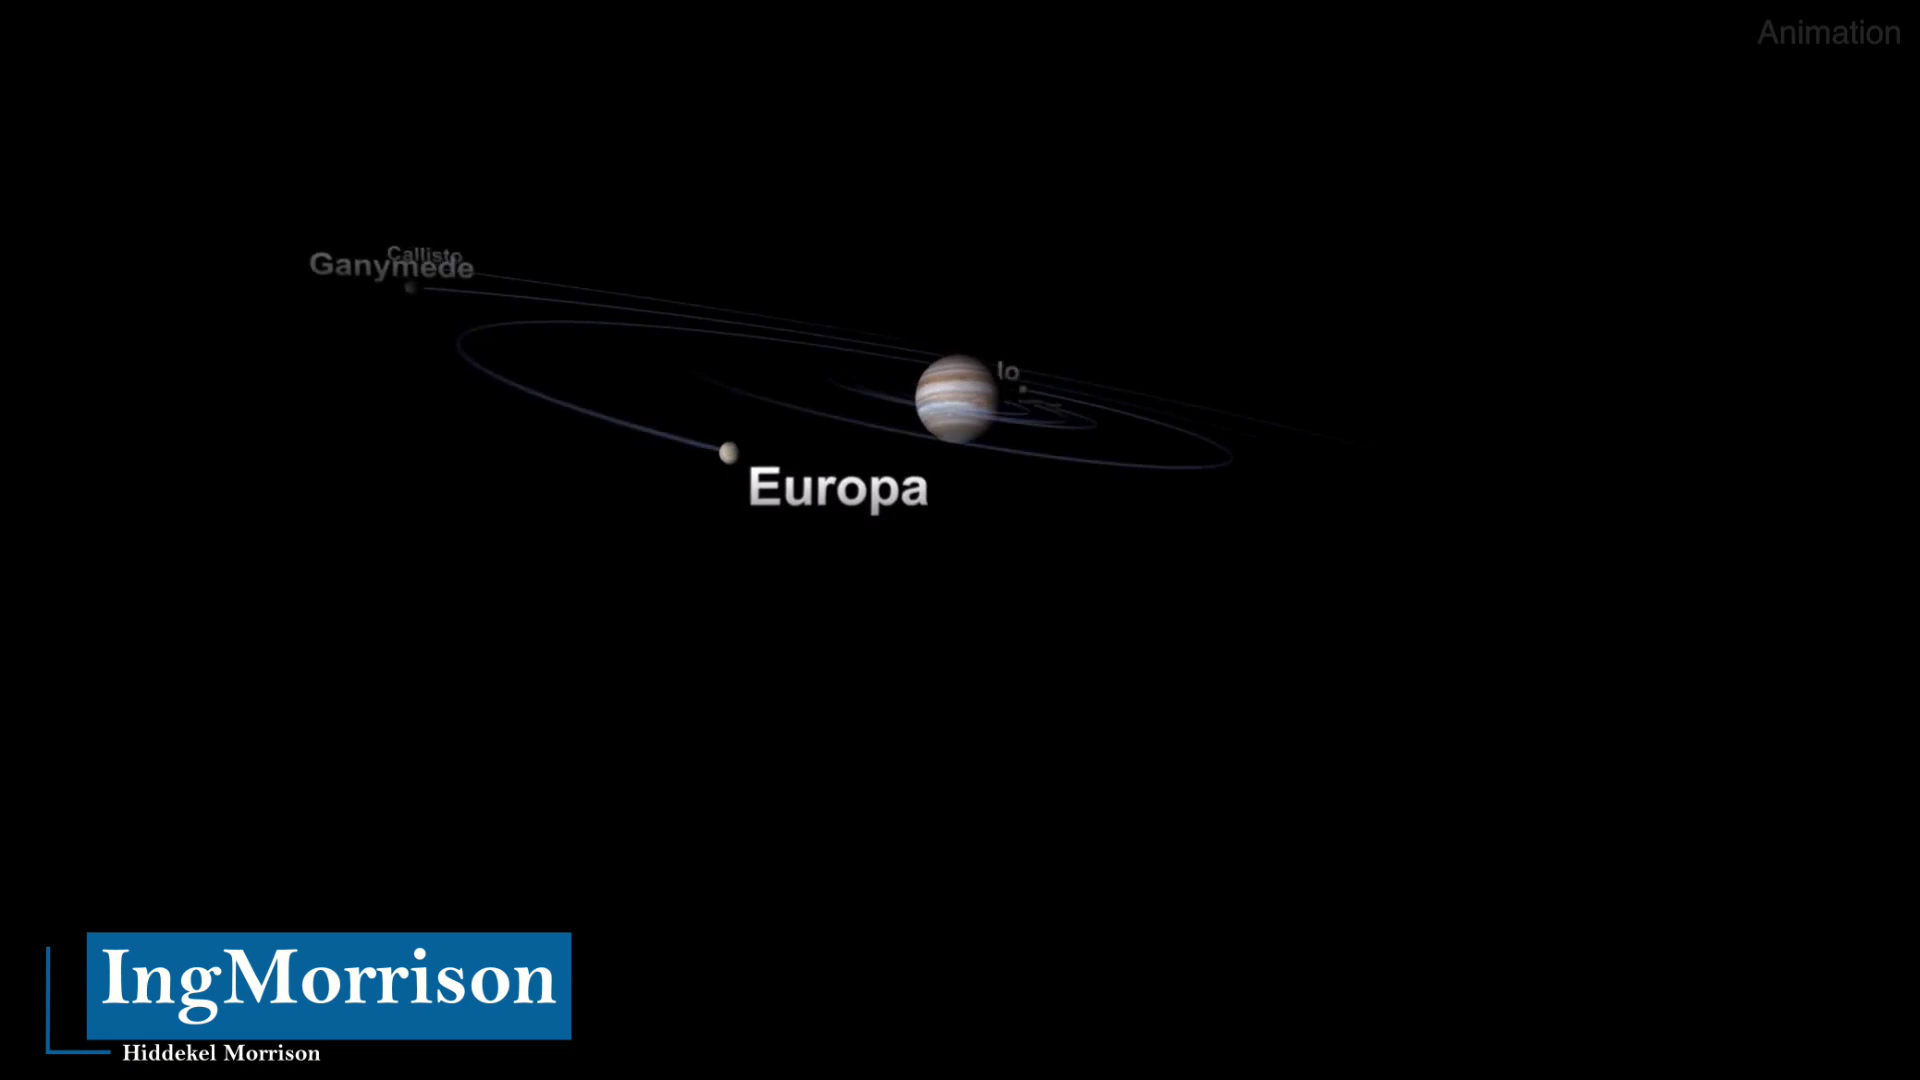 Animation
Callisto
Ganymede
Io
Europa
IngMorrison
Hiddekel Morrison